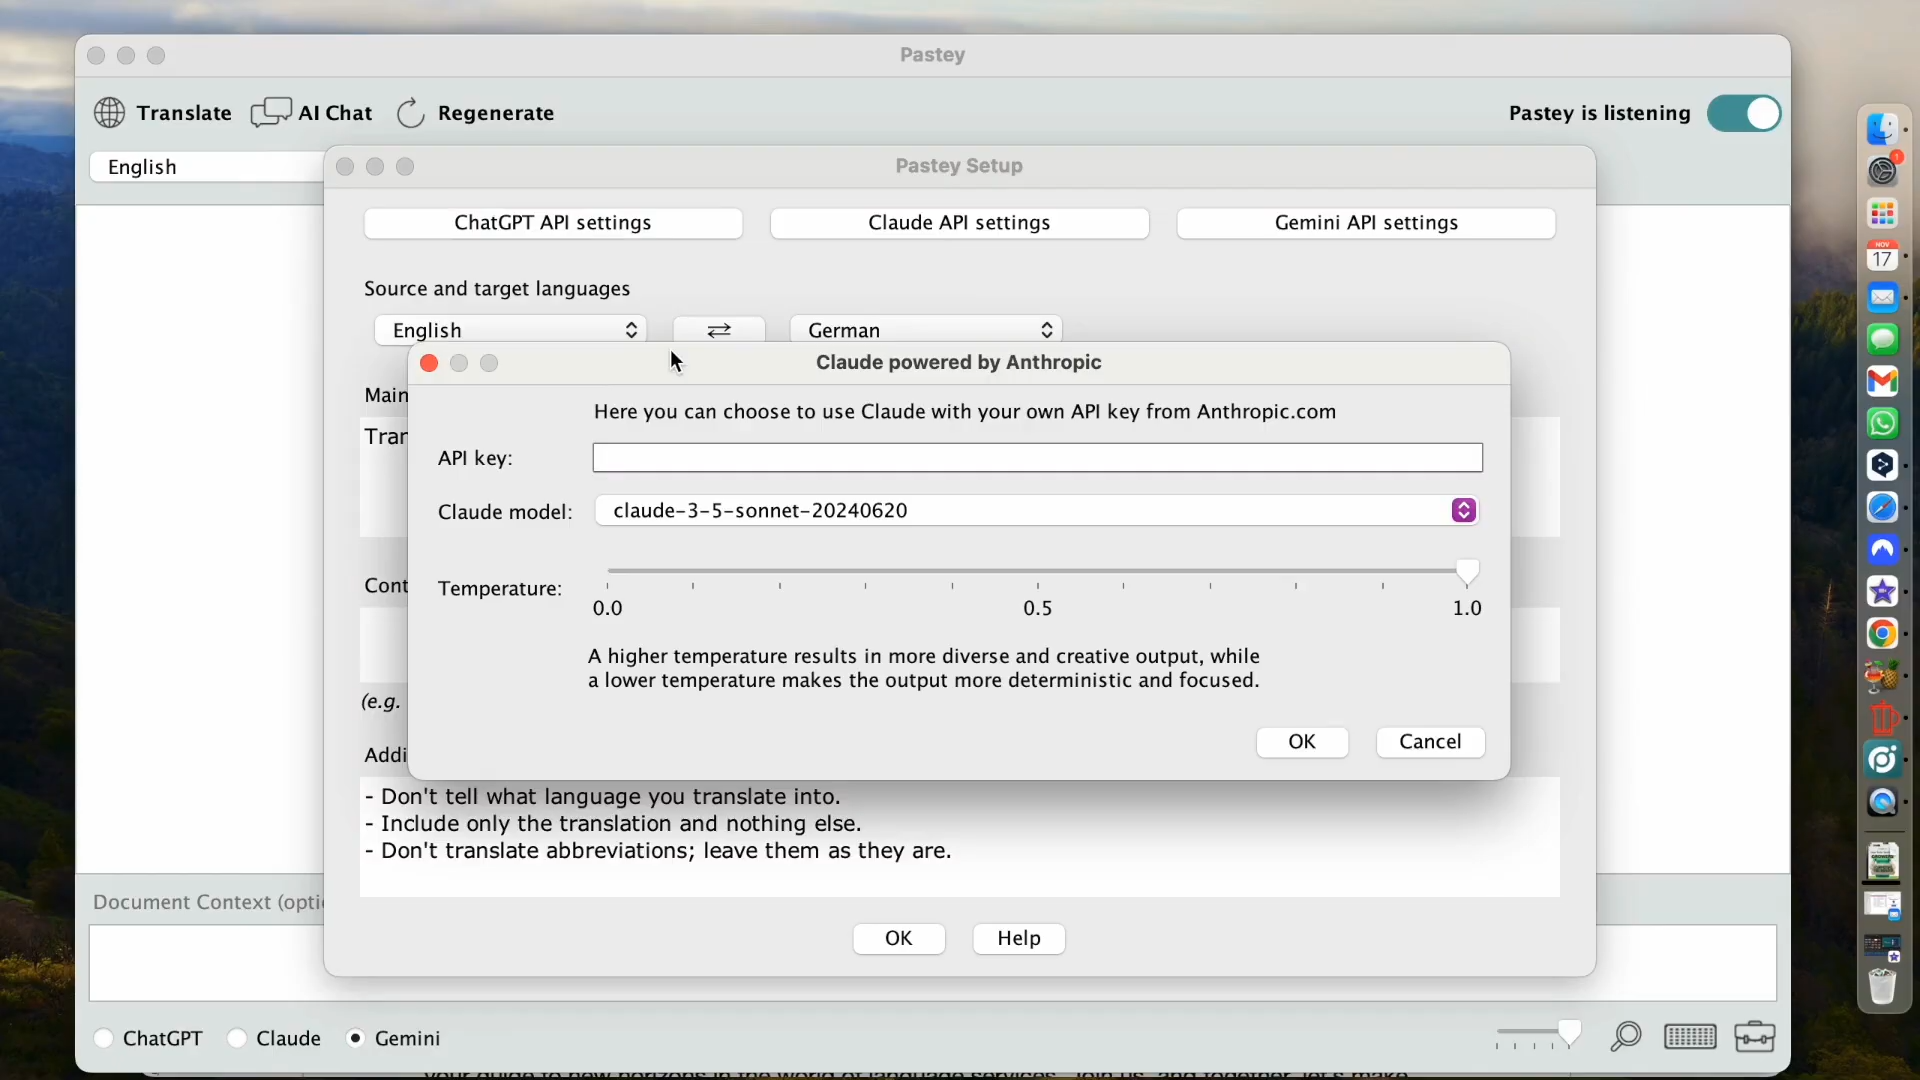 Pastey
Translate
AI Chat
Regenerate
Pastey is listening
English
Pastey Setup
ChatGPT API settings
Claude API settings
Gemini API settings
Source and target languages
English
German
Claude powered by Anthropic
Main
Here you can choose to use Claude with your own API key from Anthropic.com
Tran
API key:
Claude model:
claude-3-5-sonnet-20240620
Cont
Temperature:
0.0
0.5
1.0
A higher temperature results in more diverse and creative output, while
a lower temperature makes the output more deterministic and focused.
(e.g.
Addi
OK
Cancel
- Don't tell what language you translate into.
- Include only the translation and nothing else.
- Don't translate abbreviations; leave them as they are.
Document Context (opti
OK
Help
ChatGPT
Claude
Gemini
NOV
17
1